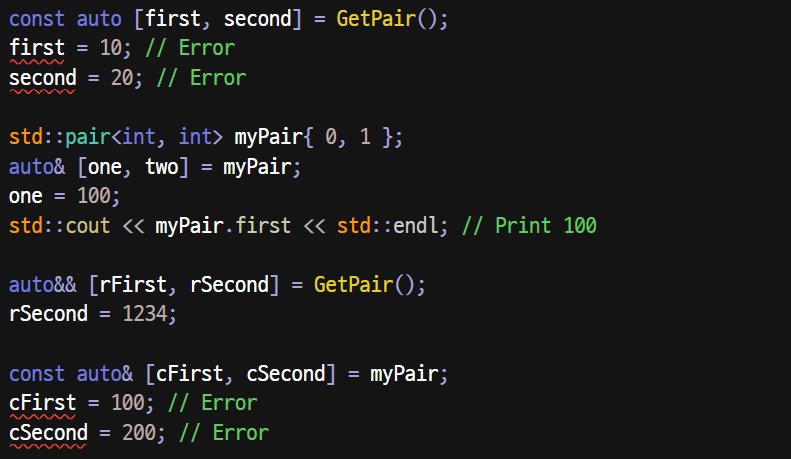 const auto [first, second] = GetPair();
first = 10; // Error
second = 20; // Error
std::pair<int, int> myPair{ 0, 1 };
auto& [one, two] = myPair;
one = 100;
std::cout << myPair.first << std::endl; // Print 100
auto&& [rFirst, rSecond] = GetPair();
rSecond = 1234;
const auto& [cFirst, cSecond] = myPair;
cFirst = 100; // Error
cSecond = 200; // Error